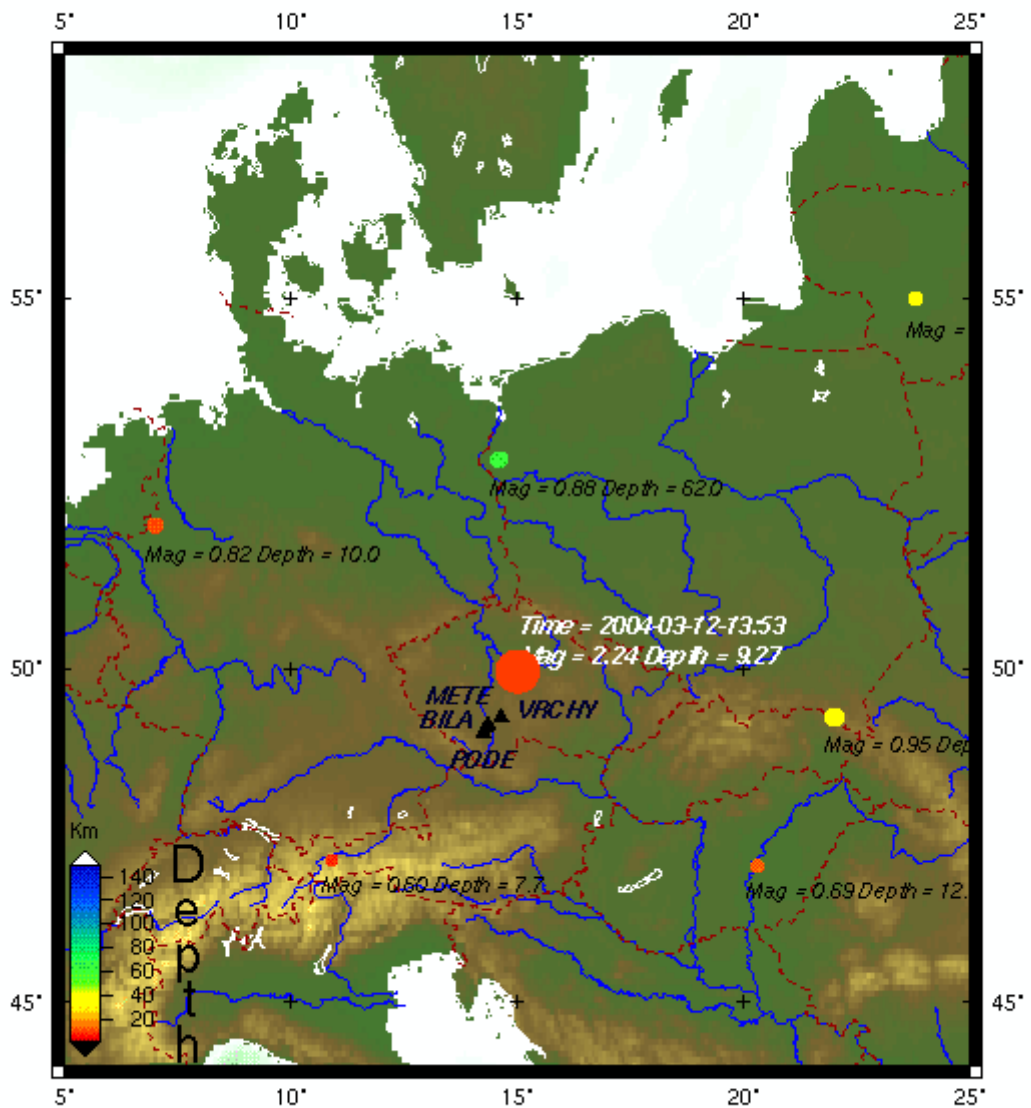 5° 10° 15° 20° 25°
55° 55°
Mag =
Mag = 0.88 Depth = 62.0
Mag = 0.82 Depth = 10.0
Time = 2004-03-12-13:53
Mag = 2.24 Depth = 9.27
50° 50°
METE
VRCHY
BILA
PODE
Mag = 0.95 Dep
Km
Depth
Mag = 0.60 Depth = 7.7
Mag = 0.69 Depth = 12.
140
120
100
80
60
40
20
45° 45°
5° 10° 15° 20° 25°